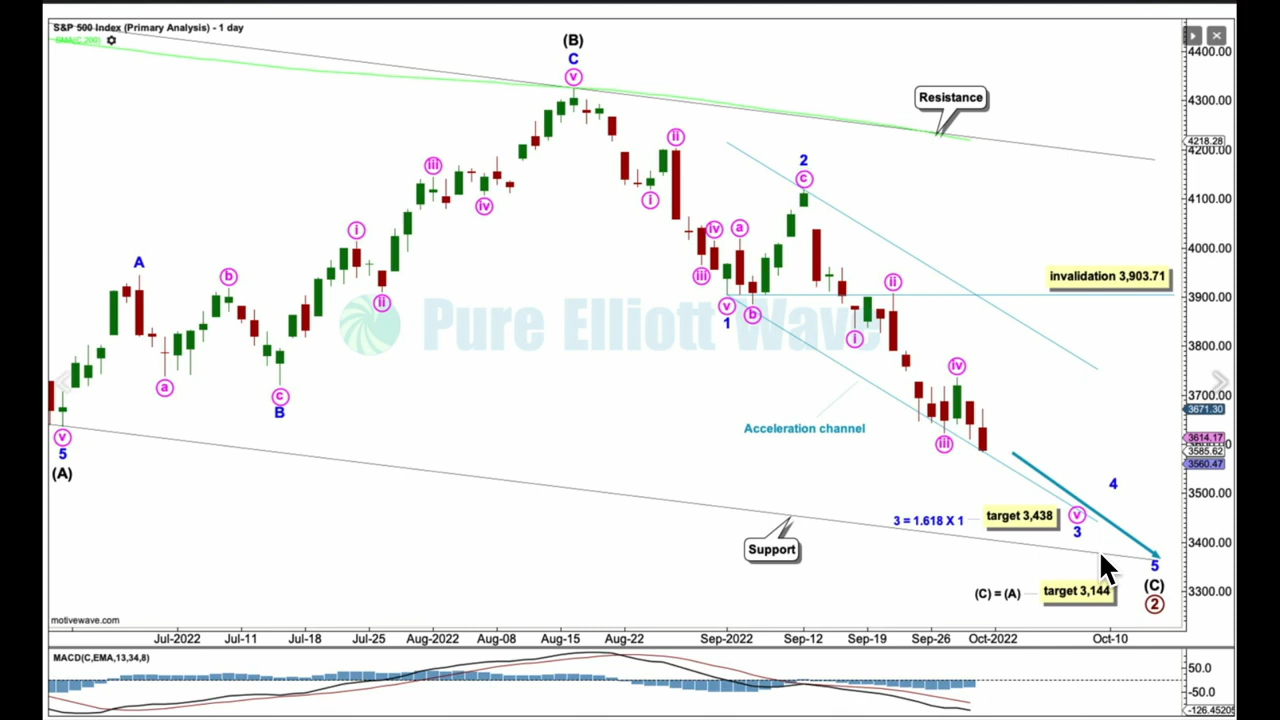 S&P 500 Index (Primary Analysis) - 1 day
SMA(C,200)
(B)
C
v
4400.00
4300.00
4218.28
4200.00
4100.00
4000.00
3900.00
3800.00
3700.00
3671.30
3614.17
3585.62
3560.47
3500.00
3400.00
3300.00
Resistance
ii
2
c
iii
iv
i
iv
a
i
A
b
iii
ii
invalidation 3,903.71
v
1
b
ii
i
Pure Elliott Wave
a
c
B
iv
v
5
(A)
Acceleration channel
iii
4
3 = 1.618 X 1
target 3,438
v
3
Support
5
(C) = (A)
target 3,144
(C)
2
motivewave.com
Jul-2022
Jul-11
Jul-18
Jul-25
Aug-2022
Aug-08
Aug-15
Aug-22
Sep-2022
Sep-12
Sep-19
Sep-26
Oct-2022
Oct-10
MACD(C,EMA,13,34,8)
50.0
-50.0
-126.45205